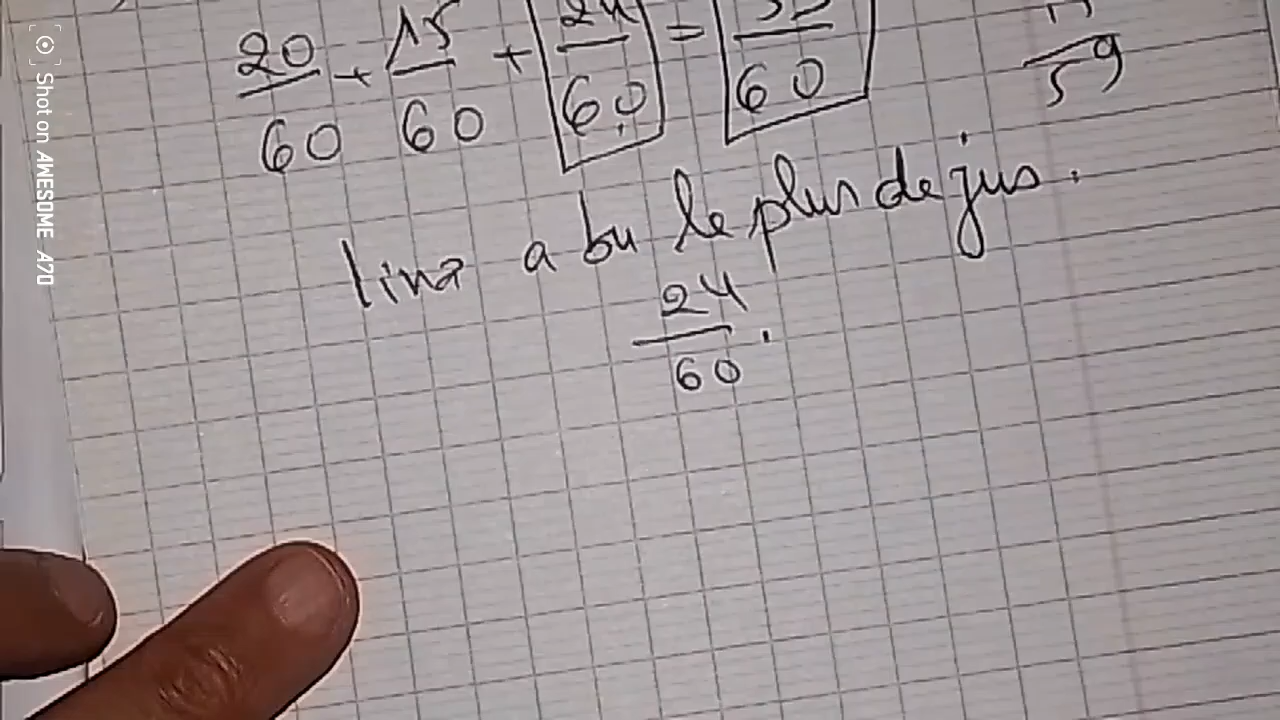 20/60 + 15/60 + 24/60 = 59/60
59
lina a bu le plus de jus.
24/60.
Shot on AWESOME A70